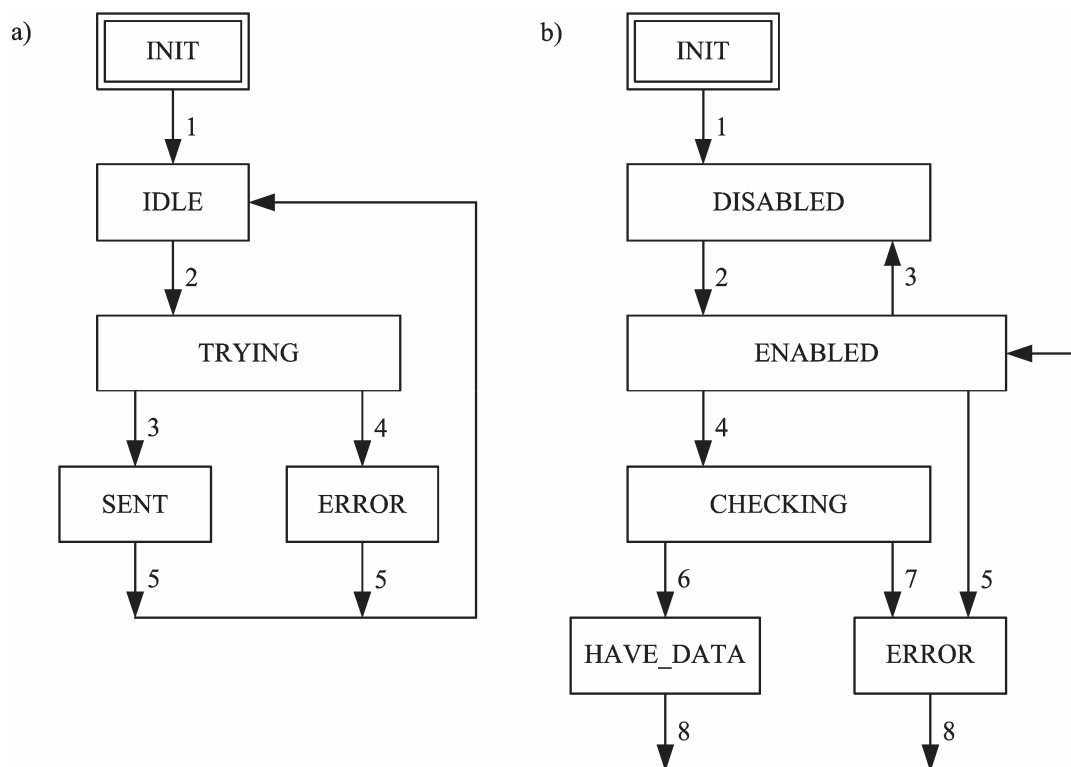 a)
INIT
1
IDLE
2
TRYING
3
4
SENT
ERROR
5
5
b)
INIT
1
DISABLED
2
3
ENABLED
4
CHECKING
6
7
5
HAVE_DATA
ERROR
8
8